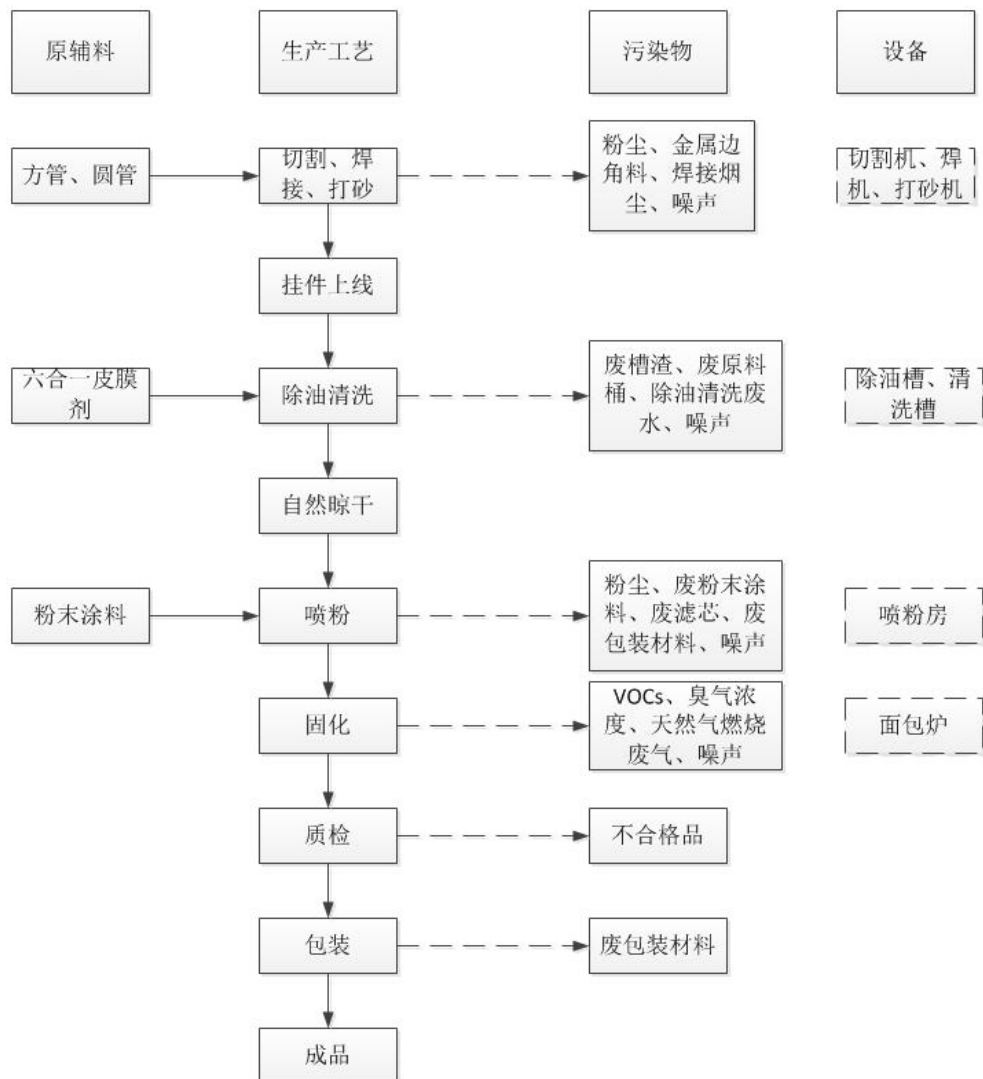 原辅料
生产工艺
污染物
设备
方管、圆管
切割、焊
接、打砂
粉尘、金属边
角料、焊接烟
尘、噪声
切割机、焊
机、打砂机
挂件上线
六合一皮膜
剂
除油清洗
废槽渣、废原料
桶、除油清洗废
水、噪声
除油槽、清
洗槽
自然晾干
粉末涂料
喷粉
粉尘、废粉末涂
料、废滤芯、废
包装材料、噪声
喷粉房
固化
VOCs、臭气浓
度、天然气燃烧
废气、噪声
面包炉
质检
不合格品
包装
废包装材料
成品